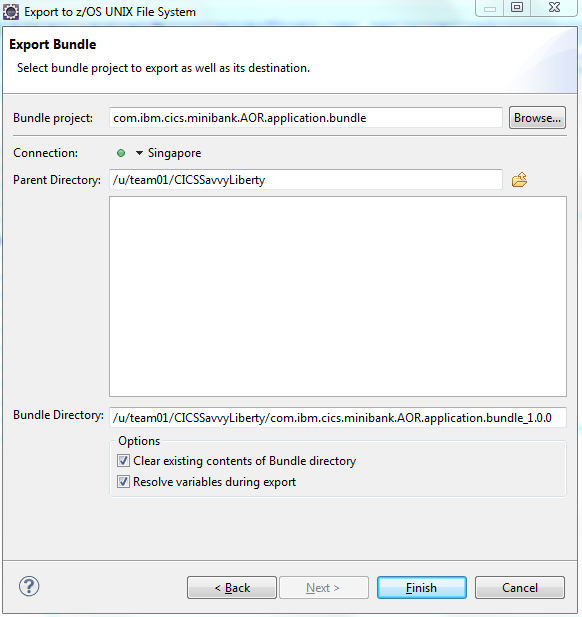 Export to z/OS UNIX File System
Export Bundle
Select bundle project to export as well as its destination.
Bundle project: com.ibm.cics.minibank.AOR.application.bundle Browse...
Connection: Singapore
Parent Directory: /u/team01/CICSSavvyLiberty
Bundle Directory: /u/team01/CICSSavvyLiberty/com.ibm.cics.minibank.AOR.application.bundle_1.0.0
Options
Clear existing contents of Bundle directory
Resolve variables during export
? < Back Next > Finish Cancel